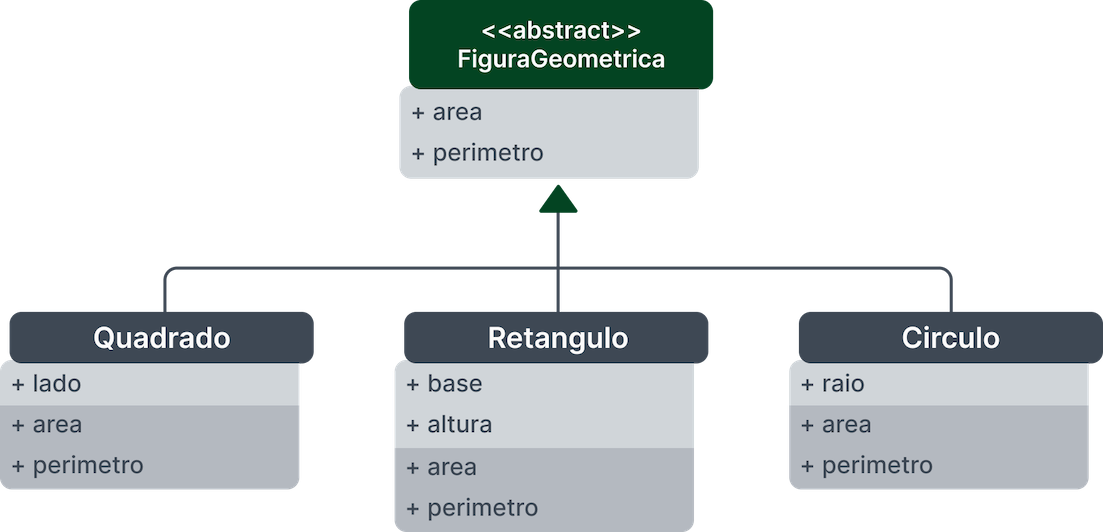 <<abstract>>
FiguraGeometrica
+ area
+ perimetro
Quadrado
+ lado
+ area
+ perimetro
Retangulo
+ base
+ altura
+ area
+ perimetro
Circulo
+ raio
+ area
+ perimetro